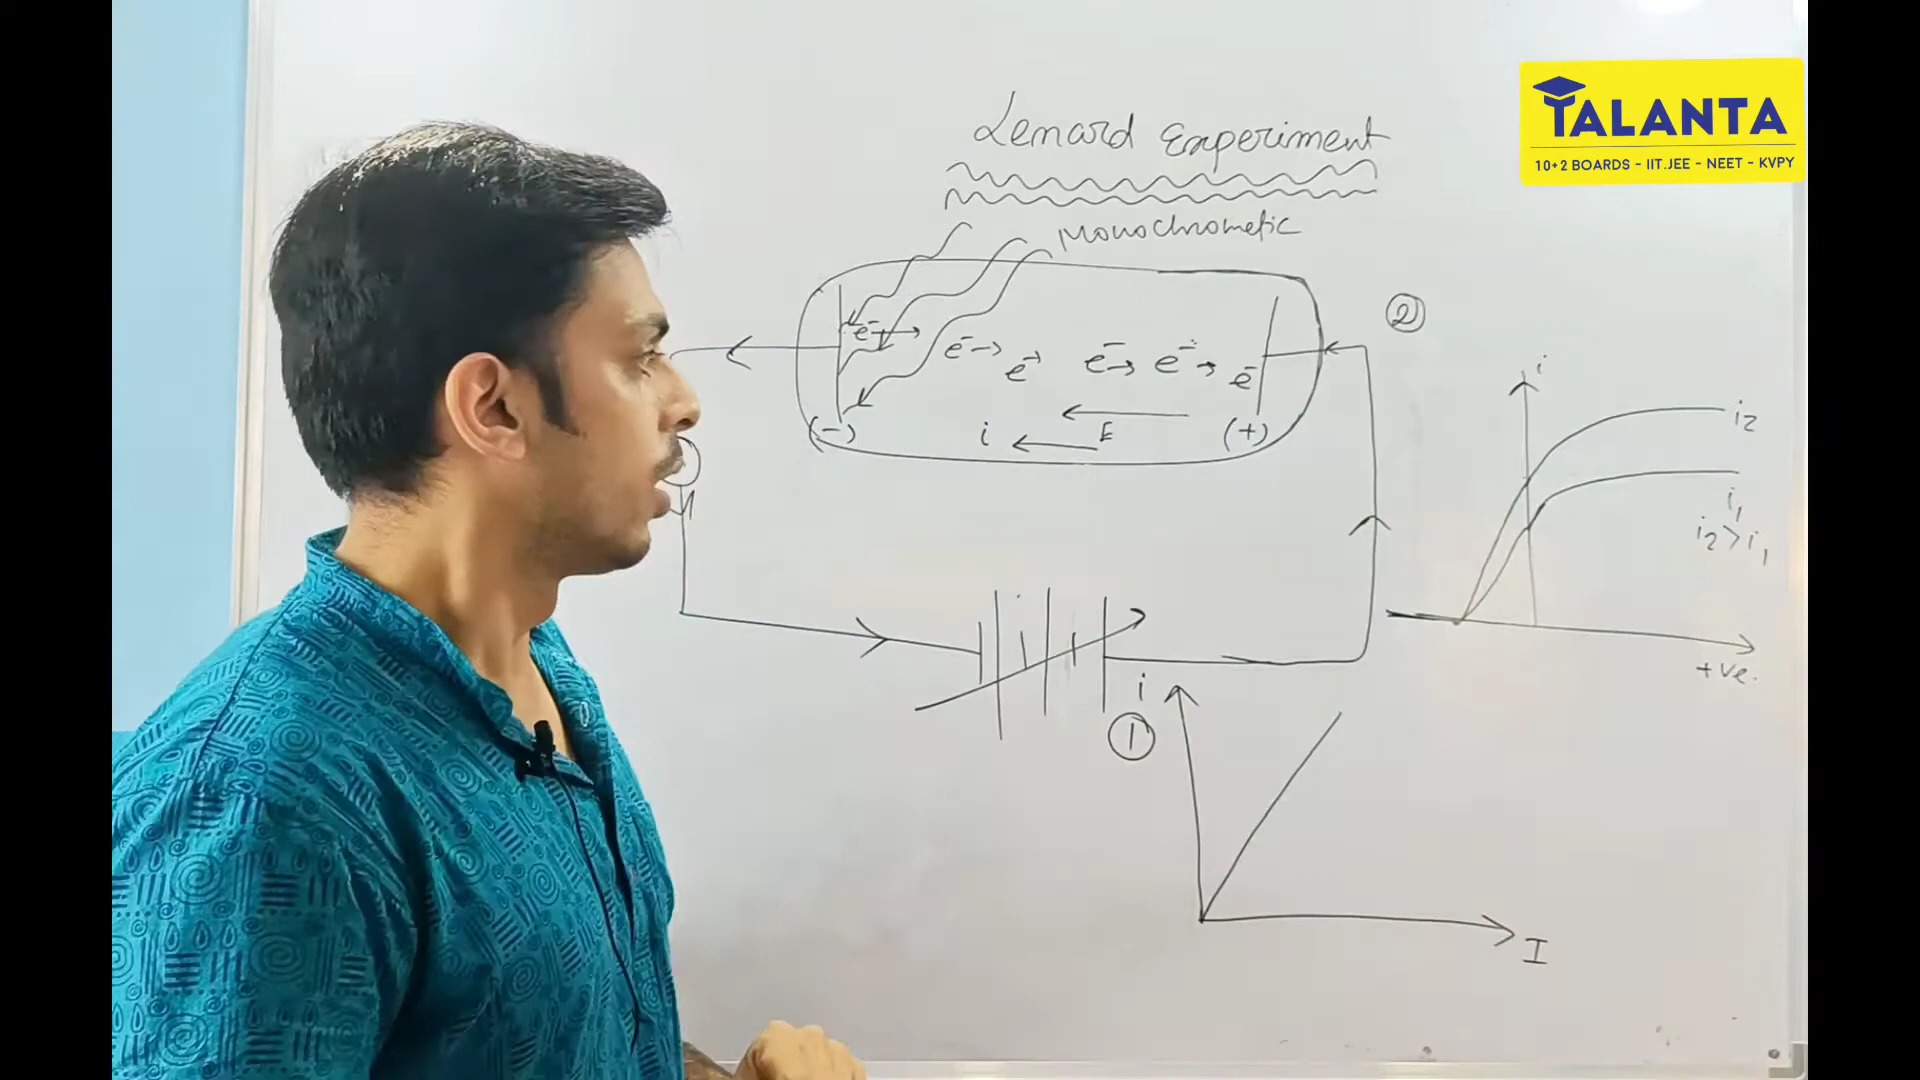 TALANTA
10+2 BOARDS - IIT.JEE - NEET - KVPY
Lenard Experiment
Monochrometic
e⁻ e⁻ e⁻ e⁻ e⁻ e⁻
(-) i E (+)
②
i
i₂
i₁
i₂ > i₁
+ve.
①
i
I